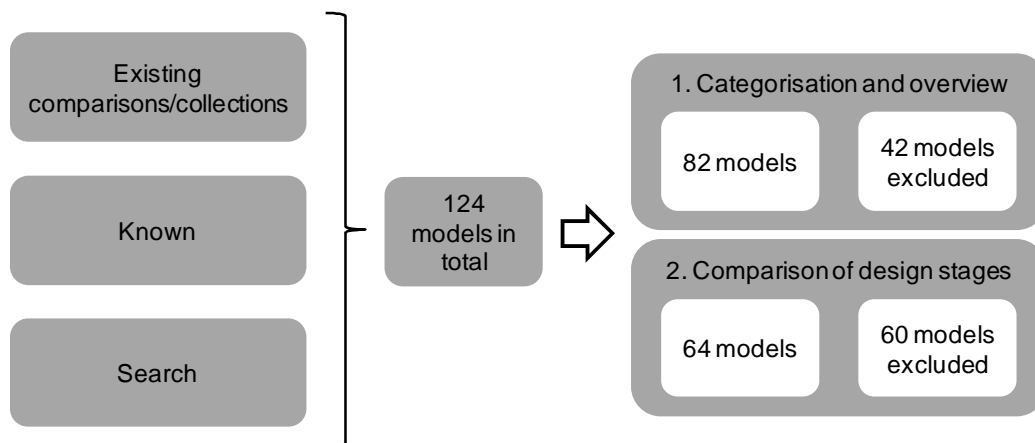 Existing
comparisons/collections
Known
Search
124
models in
total
1. Categorisation and overview
82 models
42 models
excluded
2. Comparison of design stages
64 models
60 models
excluded